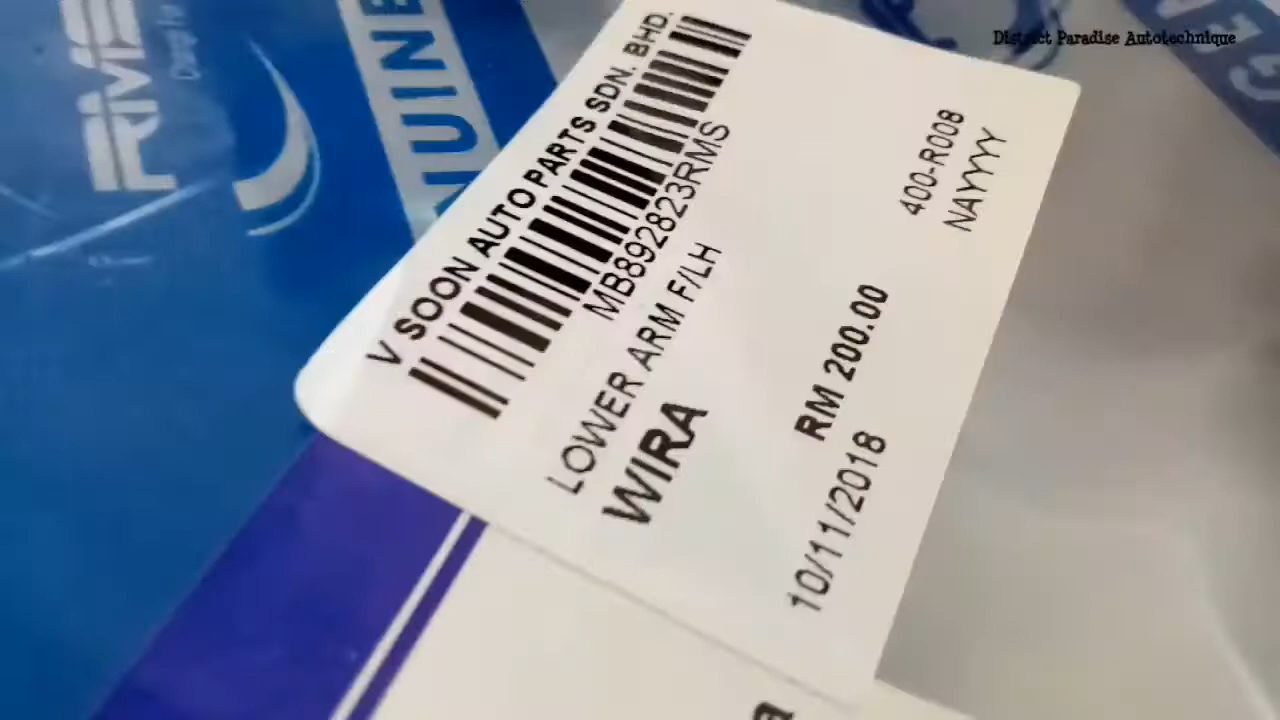 V SOON AUTO PARTS SDN. BHD.
MB892823RMS
LOWER ARM F/LH
WIRA
RM 200.00
10/11/2018
400-R008
NAYYYY
RMS
District Paradise Autotechnique